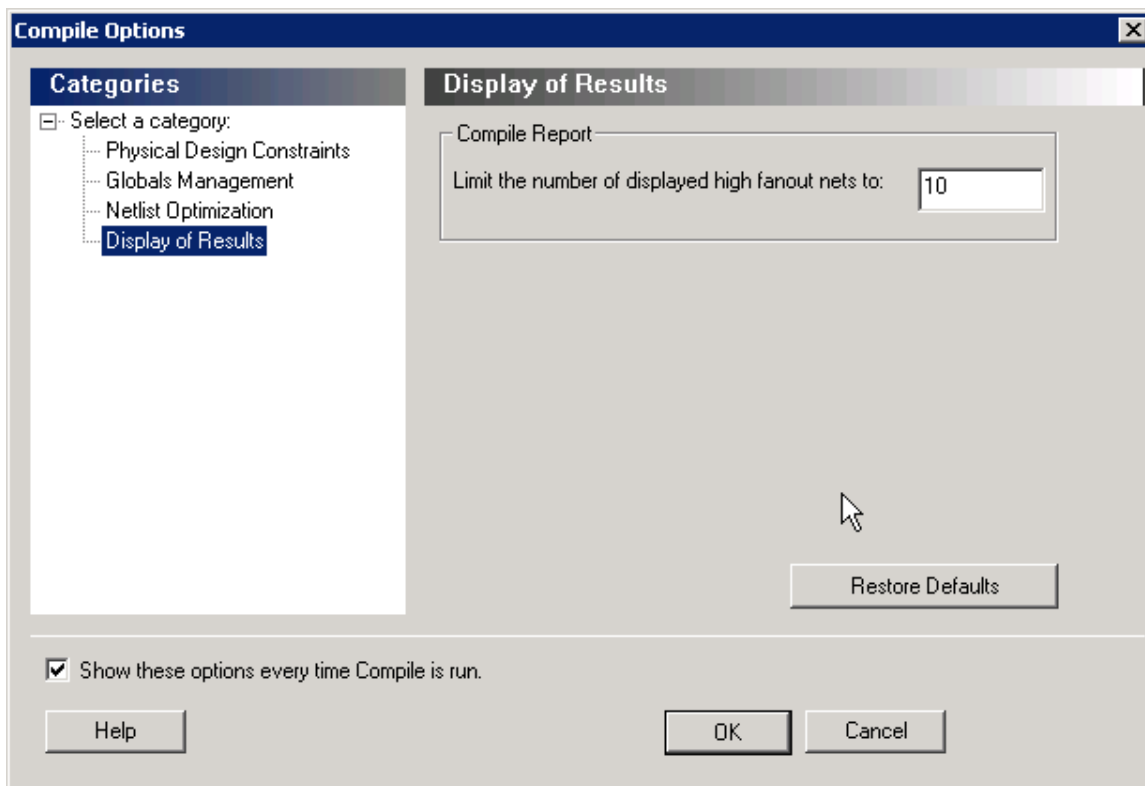 Compile Options
Categories
Select a category:
Physical Design Constraints
Globals Management
Netlist Optimization
Display of Results
Display of Results
Compile Report
Limit the number of displayed high fanout nets to:
10
Restore Defaults
Show these options every time Compile is run.
Help
OK
Cancel